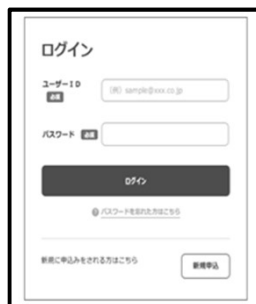 ログイン
ユーザーID
必須
(例) sample@xxx.co.jp
パスワード 必須
ログイン
? パスワードを忘れた方はこちら
新規に申込みをされる方はこちら
新規申込